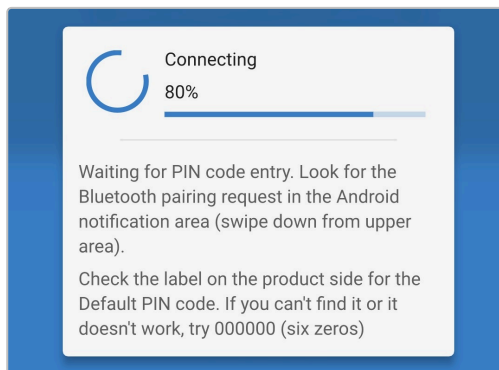 Connecting
80%
Waiting for PIN code entry. Look for the
Bluetooth pairing request in the Android
notification area (swipe down from upper
area).
Check the label on the product side for the
Default PIN code. If you can't find it or it
doesn't work, try 000000 (six zeros)